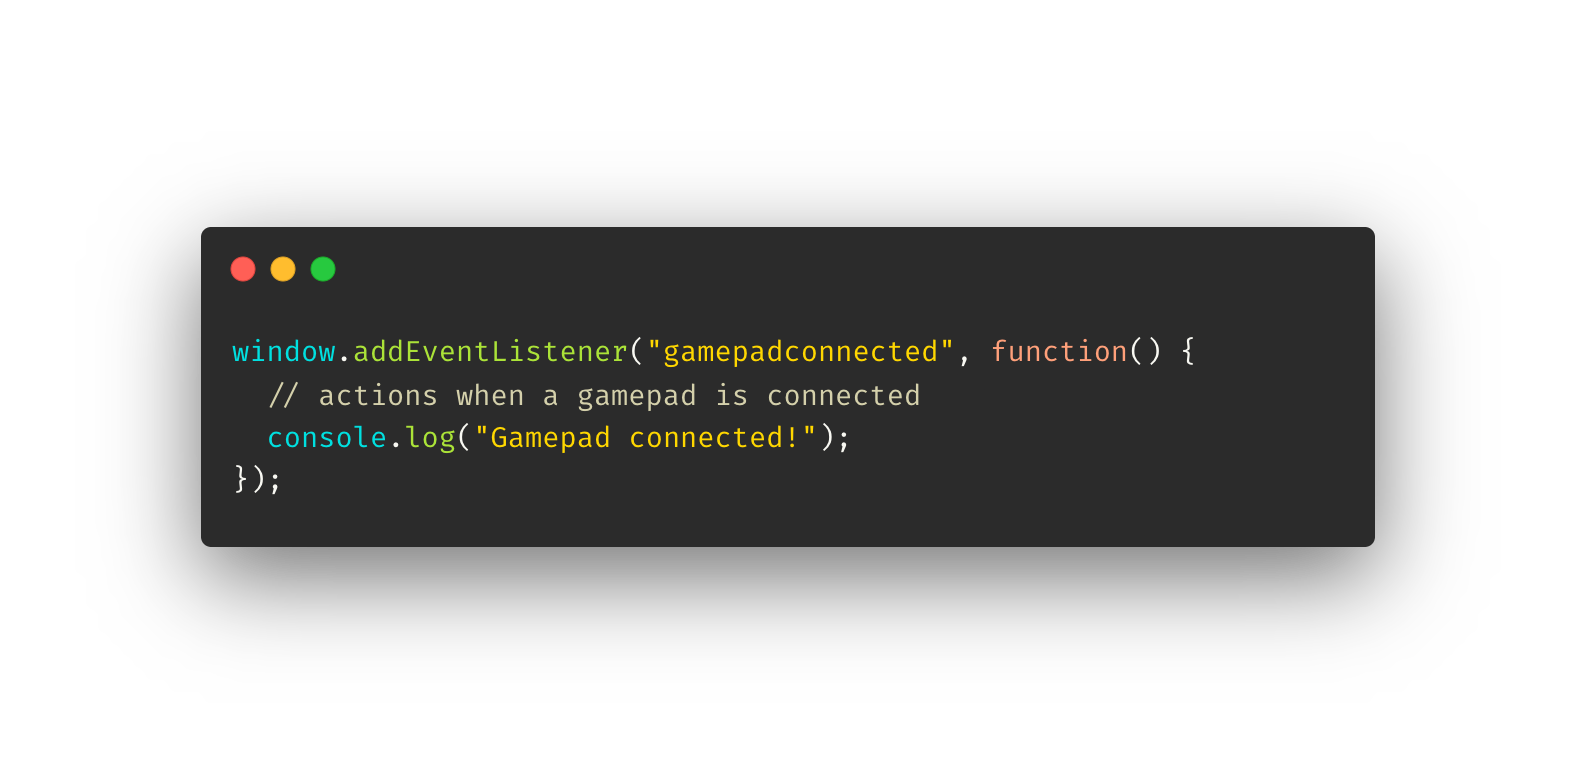 window.addEventListener("gamepadconnected", function() {
  // actions when a gamepad is connected
  console.log("Gamepad connected!");
});